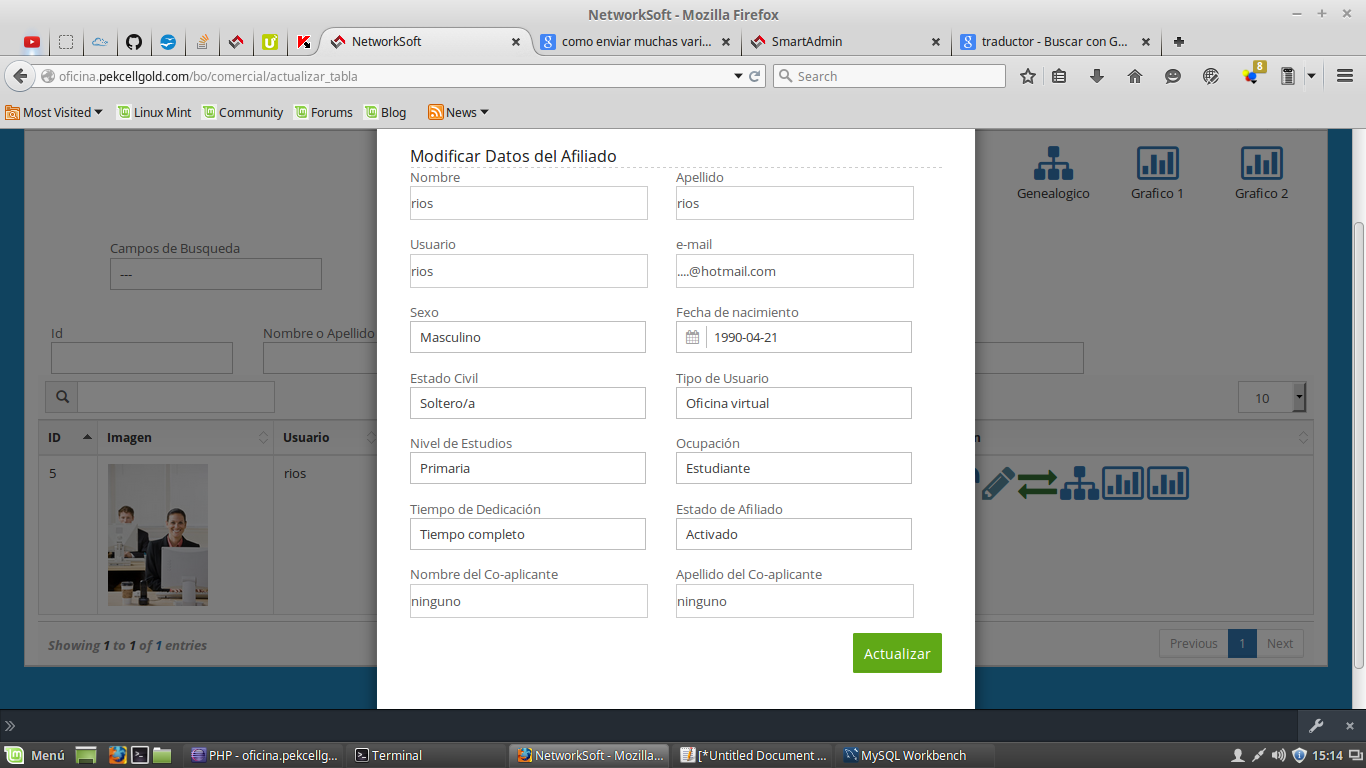 NetworkSoft - Mozilla Firefox
NetworkSoft
como enviar muchas vari...
SmartAdmin
traductor - Buscar con G...
oficina.pekcellgold.com/bo/comercial/actualizar_tabla
Search
8
Most Visited
Linux Mint
Community
Forums
Blog
News
Modificar Datos del Afiliado
Nombre
Apellido
rios
rios
Usuario
e-mail
rios
....@hotmail.com
Sexo
Fecha de nacimiento
Masculino
1990-04-21
Estado Civil
Tipo de Usuario
Soltero/a
Oficina virtual
Nivel de Estudios
Ocupación
Primaria
Estudiante
Tiempo de Dedicación
Estado de Afiliado
Tiempo completo
Activado
Nombre del Co-aplicante
Apellido del Co-aplicante
ninguno
ninguno
Actualizar
Genealogico
Grafico 1
Grafico 2
Campos de Busqueda
---
Id
Nombre o Apellido
10
ID
Imagen
Usuario
n
5
rios
Showing 1 to 1 of 1 entries
Previous
1
Next
Menú
PHP - oficina.pekcellg...
Terminal
NetworkSoft - Mozilla...
[*Untitled Document ...
MySQL Workbench
15:14